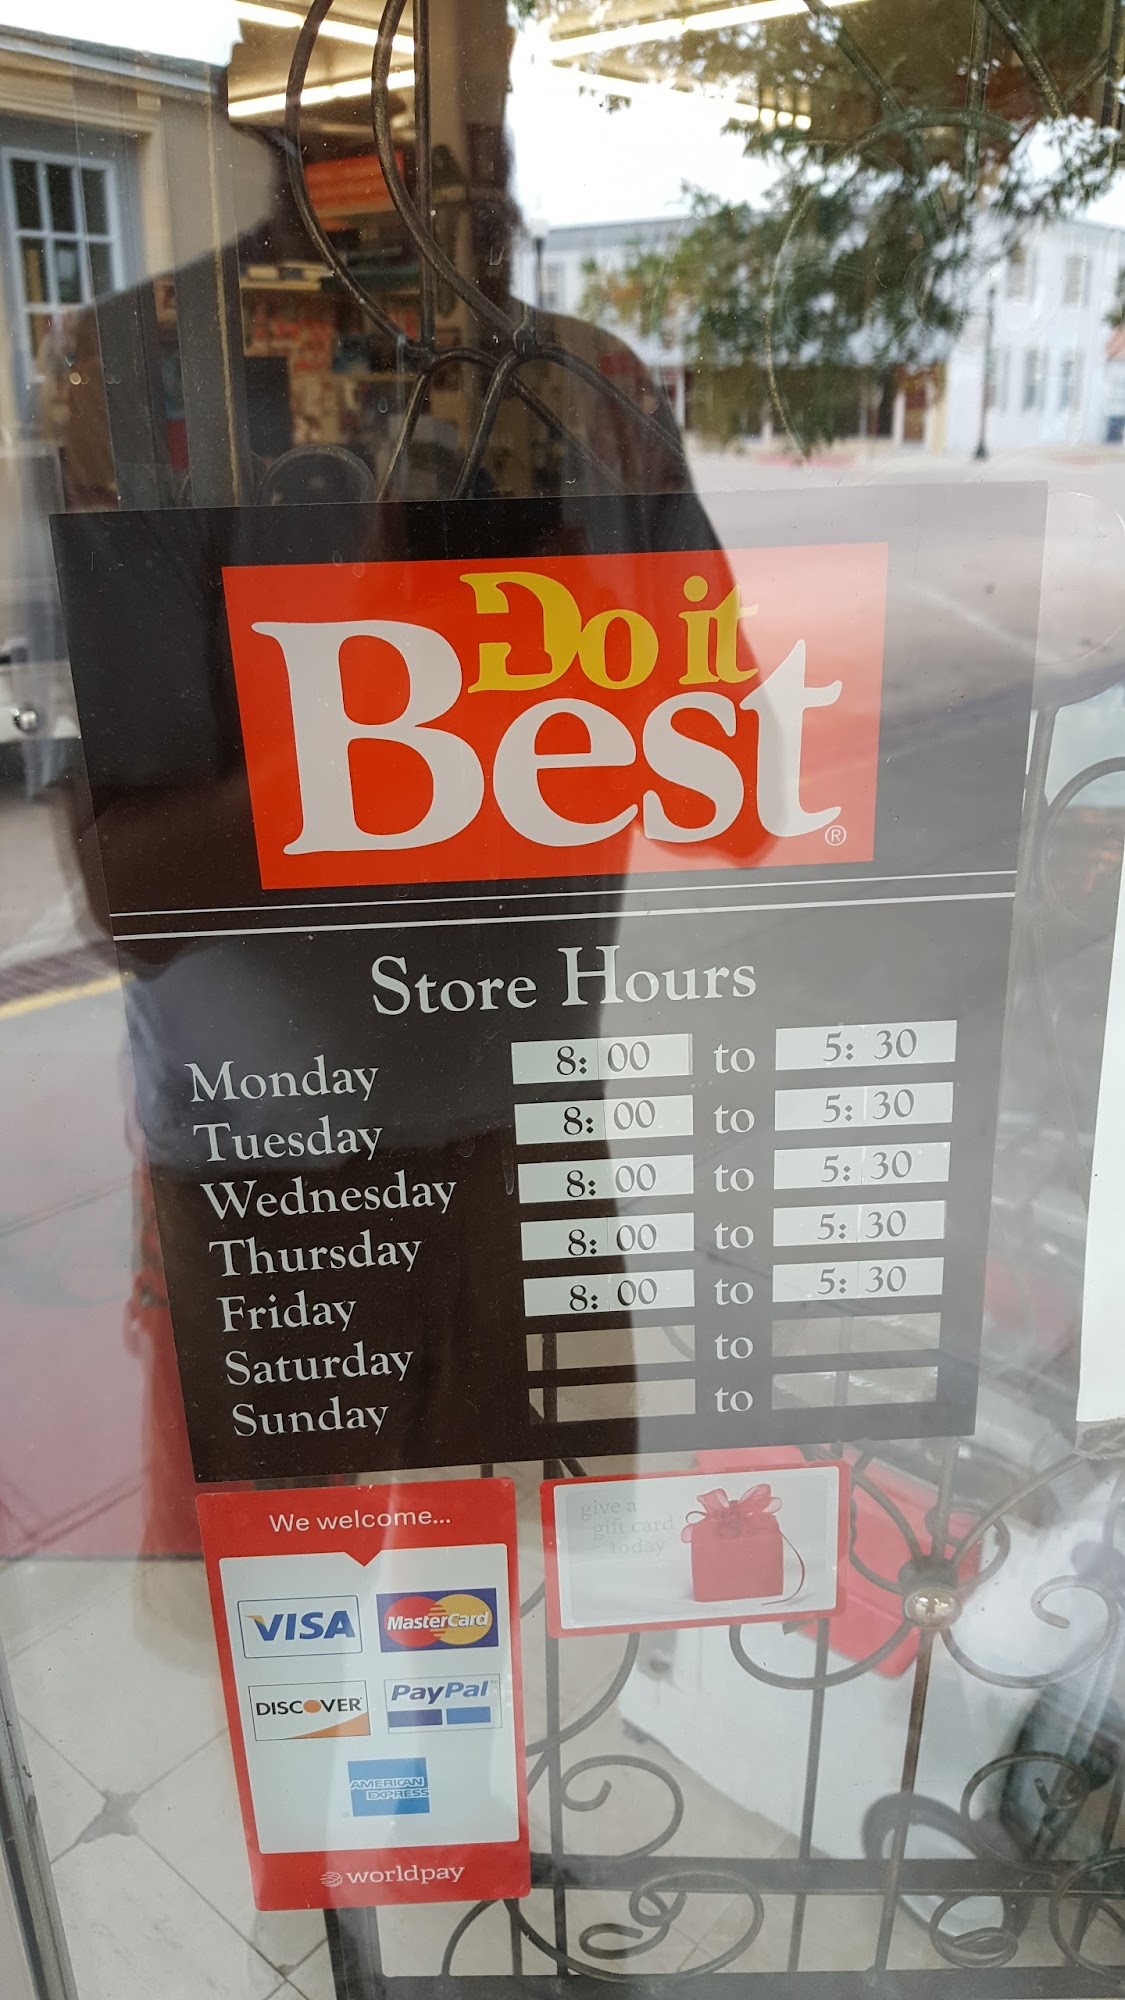 Do it
Best®
Store Hours
Monday 8:00 to 5:30
Tuesday 8:00 to 5:30
Wednesday 8:00 to 5:30
Thursday 8:00 to 5:30
Friday 8:00 to 5:30
Saturday to
Sunday to
We welcome...
VISA MasterCard
DISCOVER PayPal
AMERICAN
EXPRESS
worldpay
give a
gift card
today